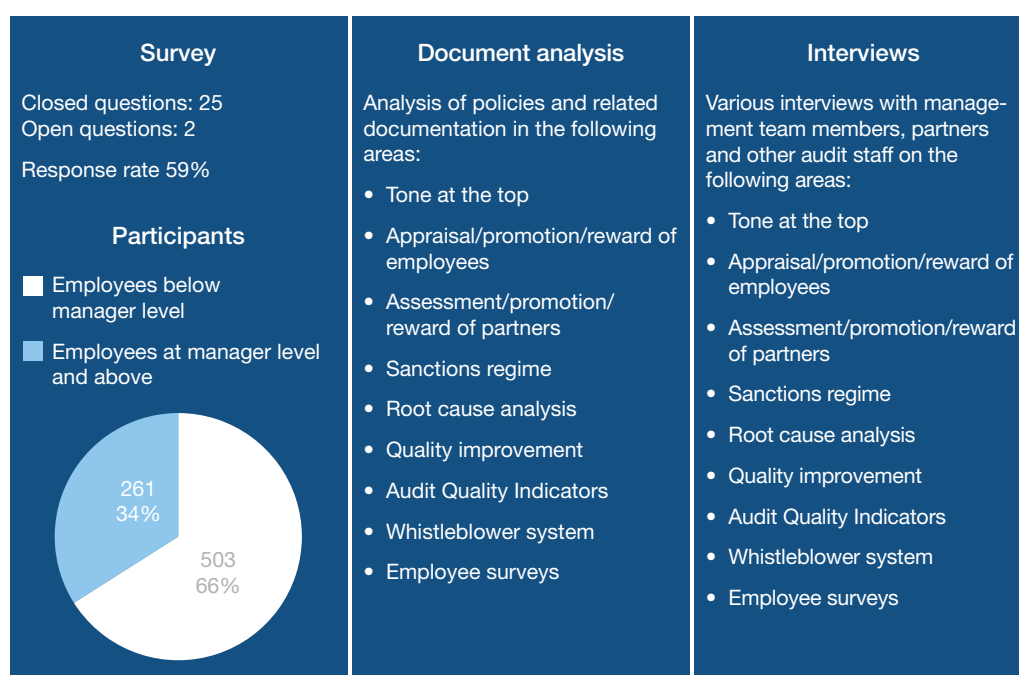 Survey
Closed questions: 25
Open questions: 2
Response rate 59%
Participants
Employees below
manager level
Employees at manager level
and above
261
34%
503
66%
Document analysis
Analysis of policies and related
documentation in the following
areas:
• Tone at the top
• Appraisal/promotion/reward of
employees
• Assessment/promotion/
reward of partners
• Sanctions regime
• Root cause analysis
• Quality improvement
• Audit Quality Indicators
• Whistleblower system
• Employee surveys
Interviews
Various interviews with manage-
ment team members, partners
and other audit staff on the
following areas:
• Tone at the top
• Appraisal/promotion/reward of
employees
• Assessment/promotion/reward
of partners
• Sanctions regime
• Root cause analysis
• Quality improvement
• Audit Quality Indicators
• Whistleblower system
• Employee surveys